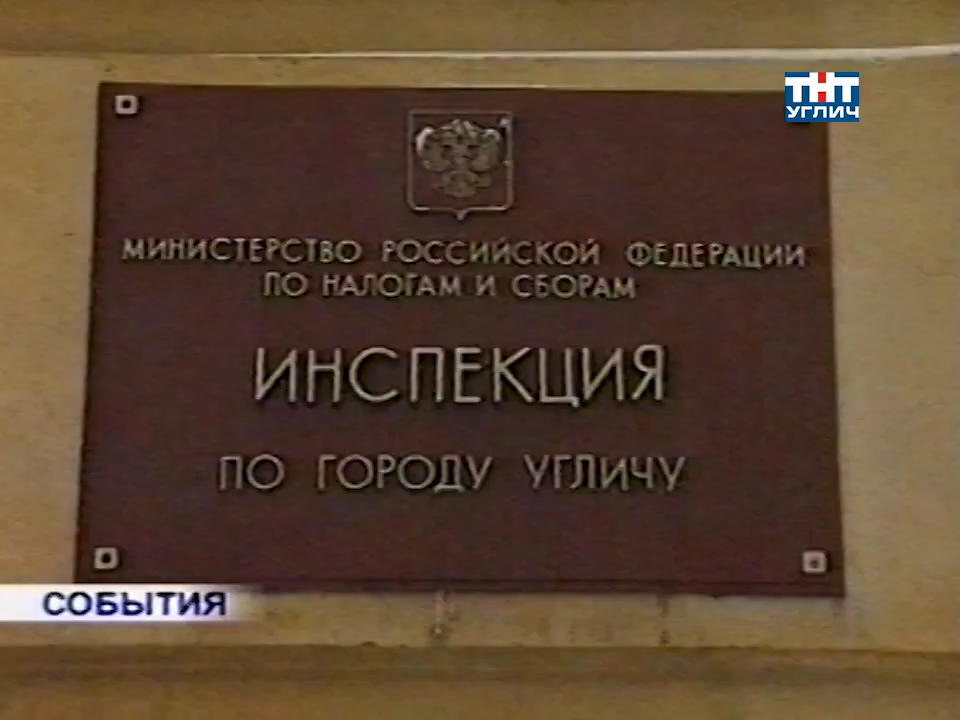 ТНТ
УГЛИЧ
МИНИСТЕРСТВО РОССИЙСКОЙ ФЕДЕРАЦИИ
ПО НАЛОГАМ И СБОРАМ
ИНСПЕКЦИЯ
ПО ГОРОДУ УГЛИЧУ
СОБЫТИЯ